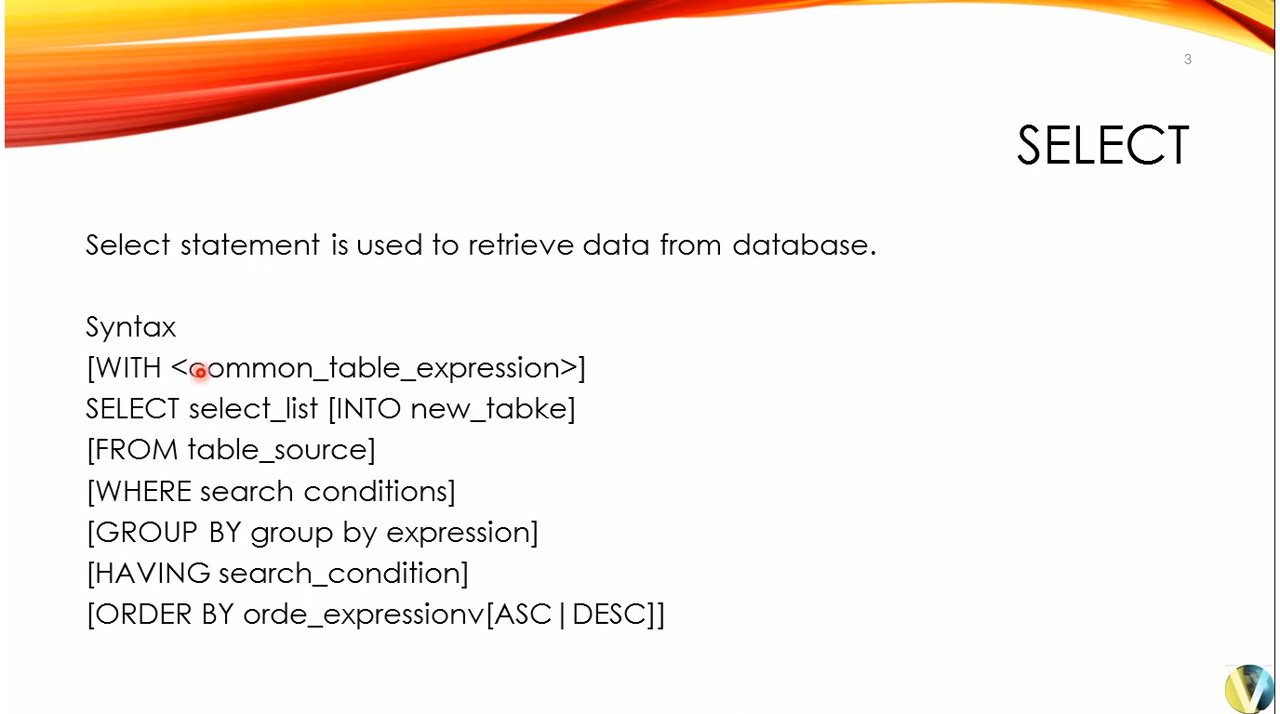 3
SELECT
Select statement is used to retrieve data from database.
Syntax
[WITH <common_table_expression>]
SELECT select_list [INTO new_tabke]
[FROM table_source]
[WHERE search conditions]
[GROUP BY group by expression]
[HAVING search_condition]
[ORDER BY orde_expressionv[ASC|DESC]]
V